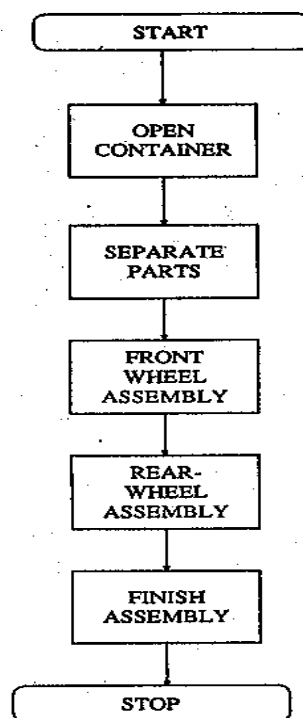 START
OPEN
CONTAINER
SEPARATE
PARTS
FRONT
WHEEL
ASSEMBLY
REAR-
WHEEL
ASSEMBLY
FINISH
ASSEMBLY
STOP